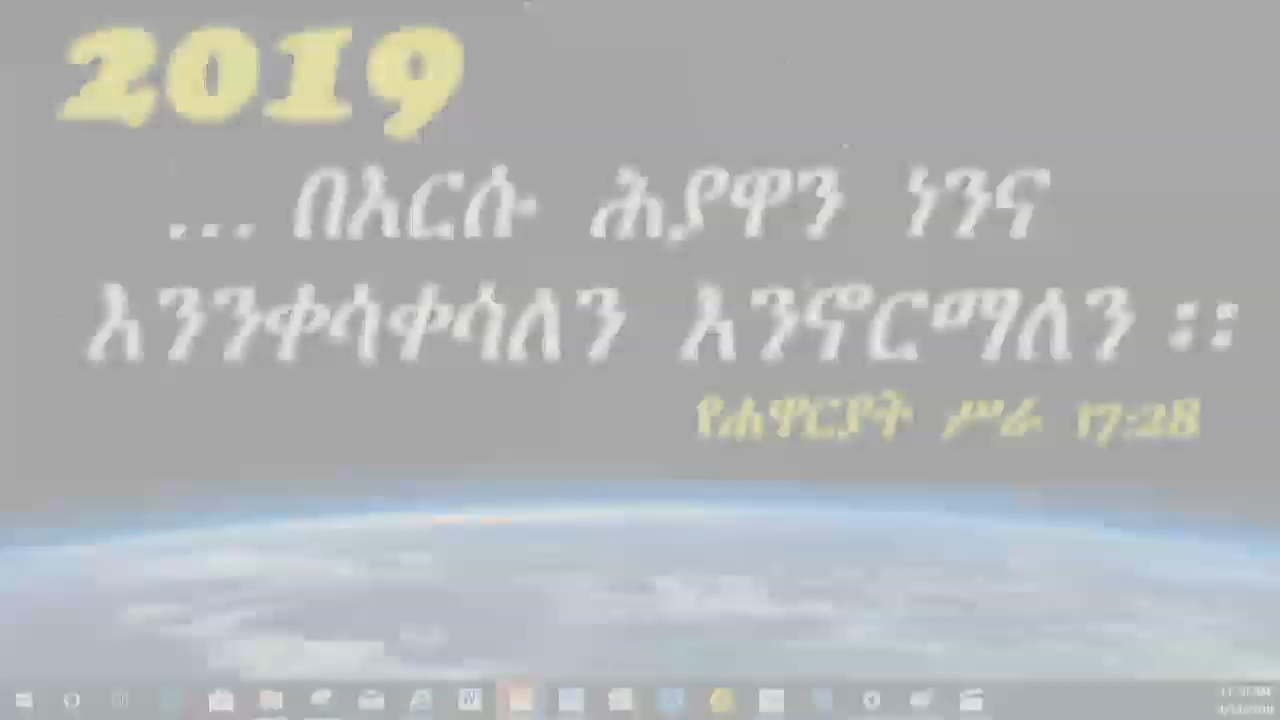 2019
... በእርሱ ሕያዋን ነንና
እንንቀሳቀሳለን እንኖርማለን ፡፡
የሐዋርያት ሥራ 17:28